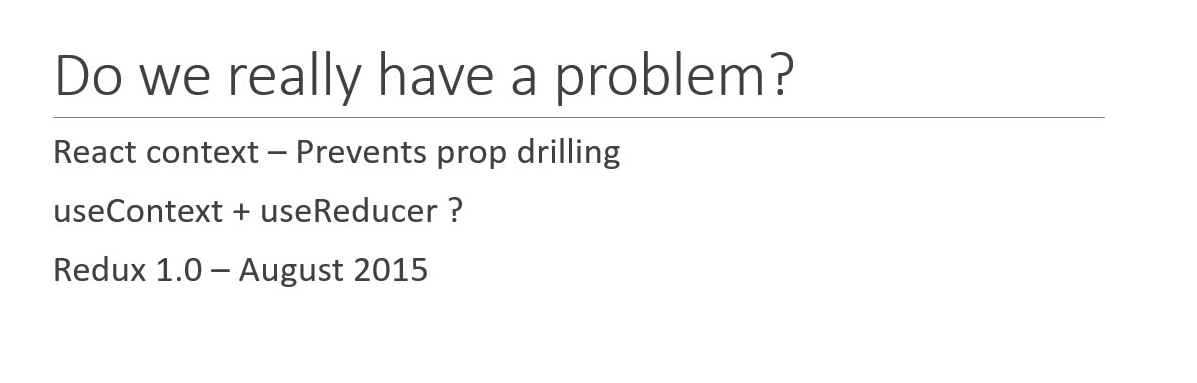 Do we really have a problem?
React context – Prevents prop drilling
useContext + useReducer ?
Redux 1.0 – August 2015